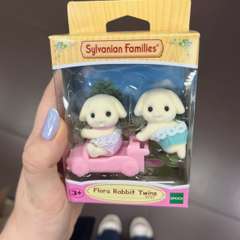 Sylvanian Families
3+
Flora Rabbit Twins
EPOCH